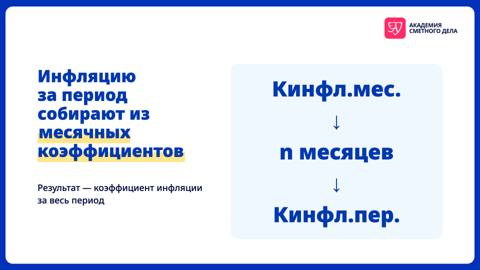 АКАДЕМИЯ
СМЕТНОГО ДЕЛА
Инфляцию
за период
собирают из
месячных
коэффициентов
Результат — коэффициент инфляции
за весь период
Кинфл.мес.
↓
n месяцев
↓
Кинфл.пер.